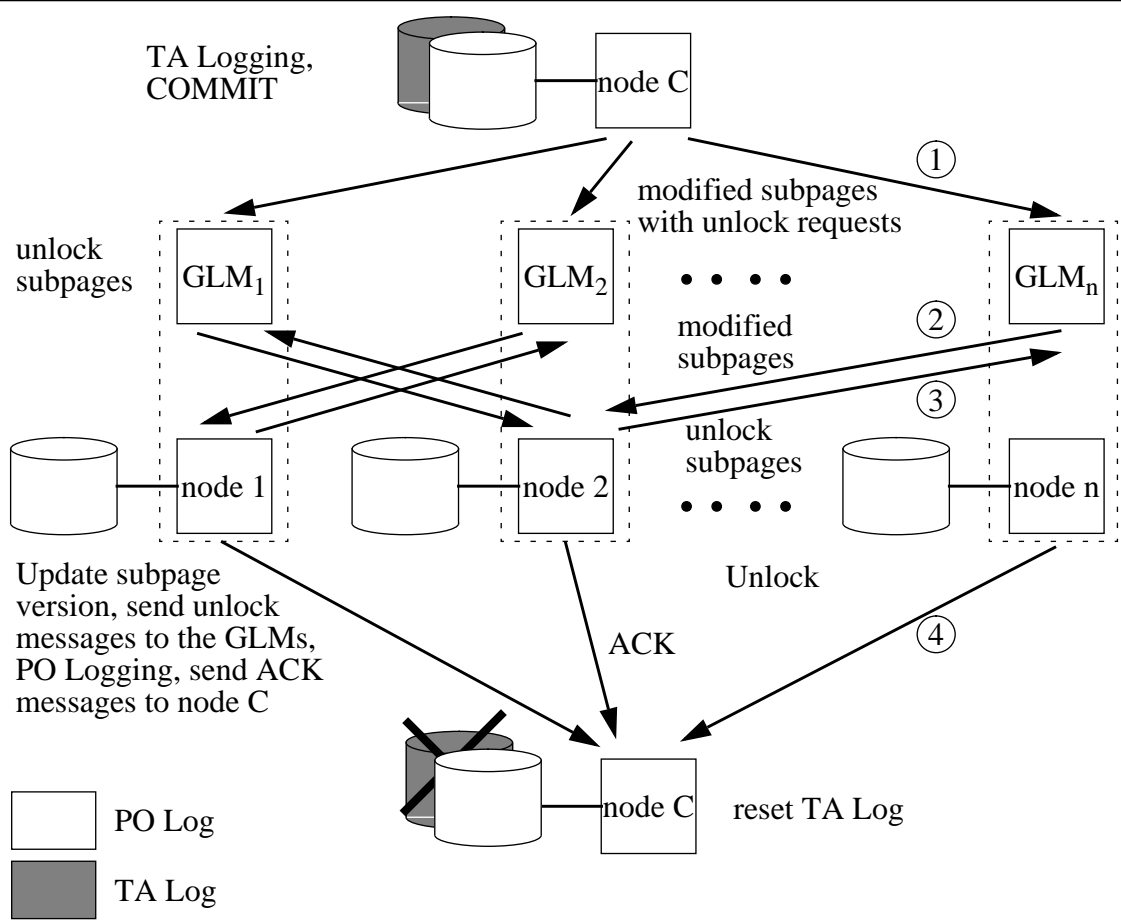 TA Logging,
COMMIT
node C
1
modified subpages
with unlock requests
unlock
subpages
GLM1
GLM2
GLMn
modified
subpages
2
3
unlock
subpages
node 1
node 2
node n
Update subpage
version, send unlock
messages to the GLMs,
PO Logging, send ACK
messages to node C
Unlock
ACK
4
node C
reset TA Log
PO Log
TA Log